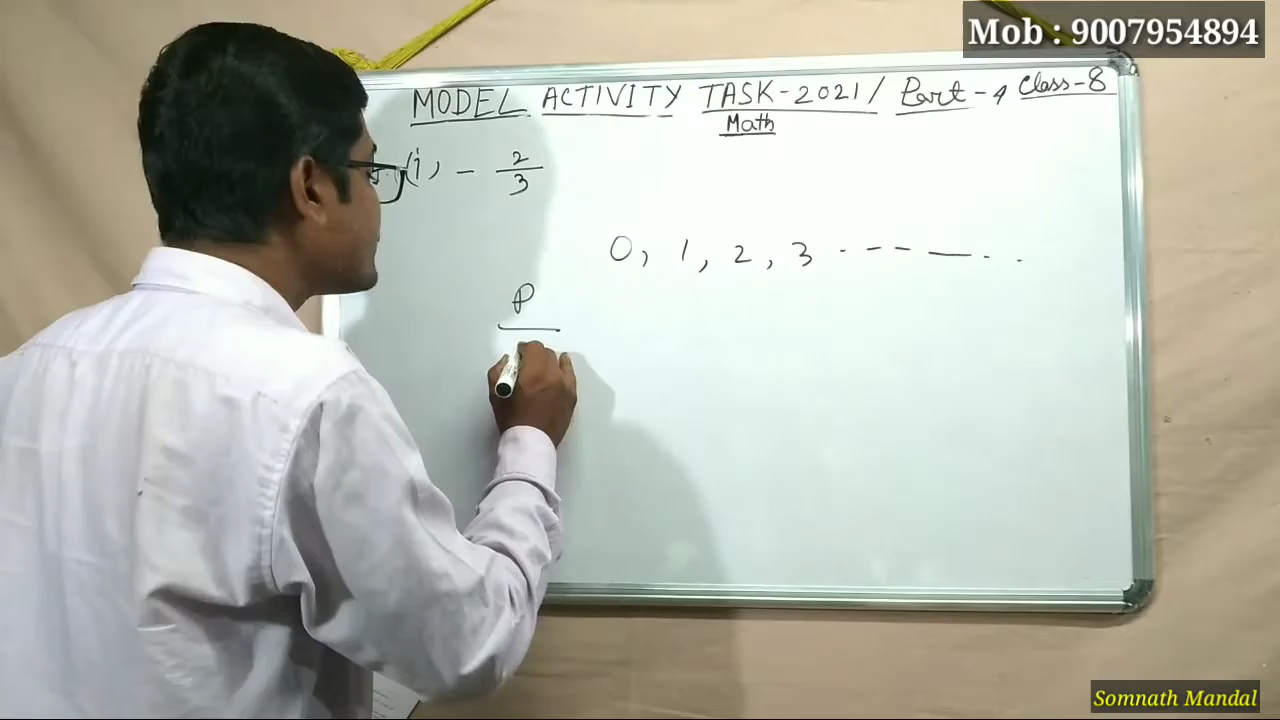 Mob : 9007954894
MODEL ACTIVITY TASK-2021/ Part-4 Class-8
Math
(i) - 2/3
0, 1, 2, 3 ----- — . .
P
Somnath Mandal